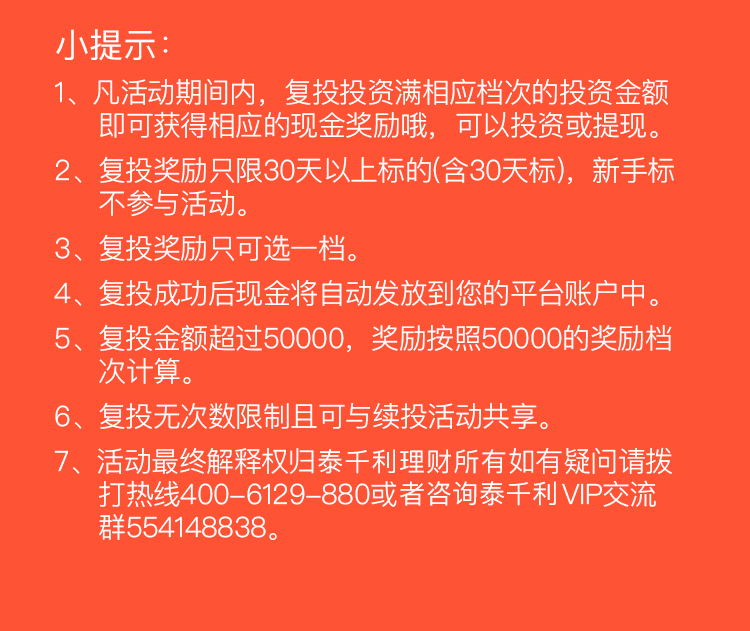 小提示：
1、凡活动期间内，复投投资满相应档次的投资金额
即可获得相应的现金奖励哦，可以投资或提现。
2、复投奖励只限30天以上标的(含30天标)，新手标
不参与活动。
3、复投奖励只可选一档。
4、复投成功后现金将自动发放到您的平台账户中。
5、复投金额超过50000，奖励按照50000的奖励档
次计算。
6、复投无次数限制且可与续投活动共享。
7、活动最终解释权归泰千利理财所有如有疑问请拨
打热线400-6129-880或者咨询泰千利VIP交流
群554148838。